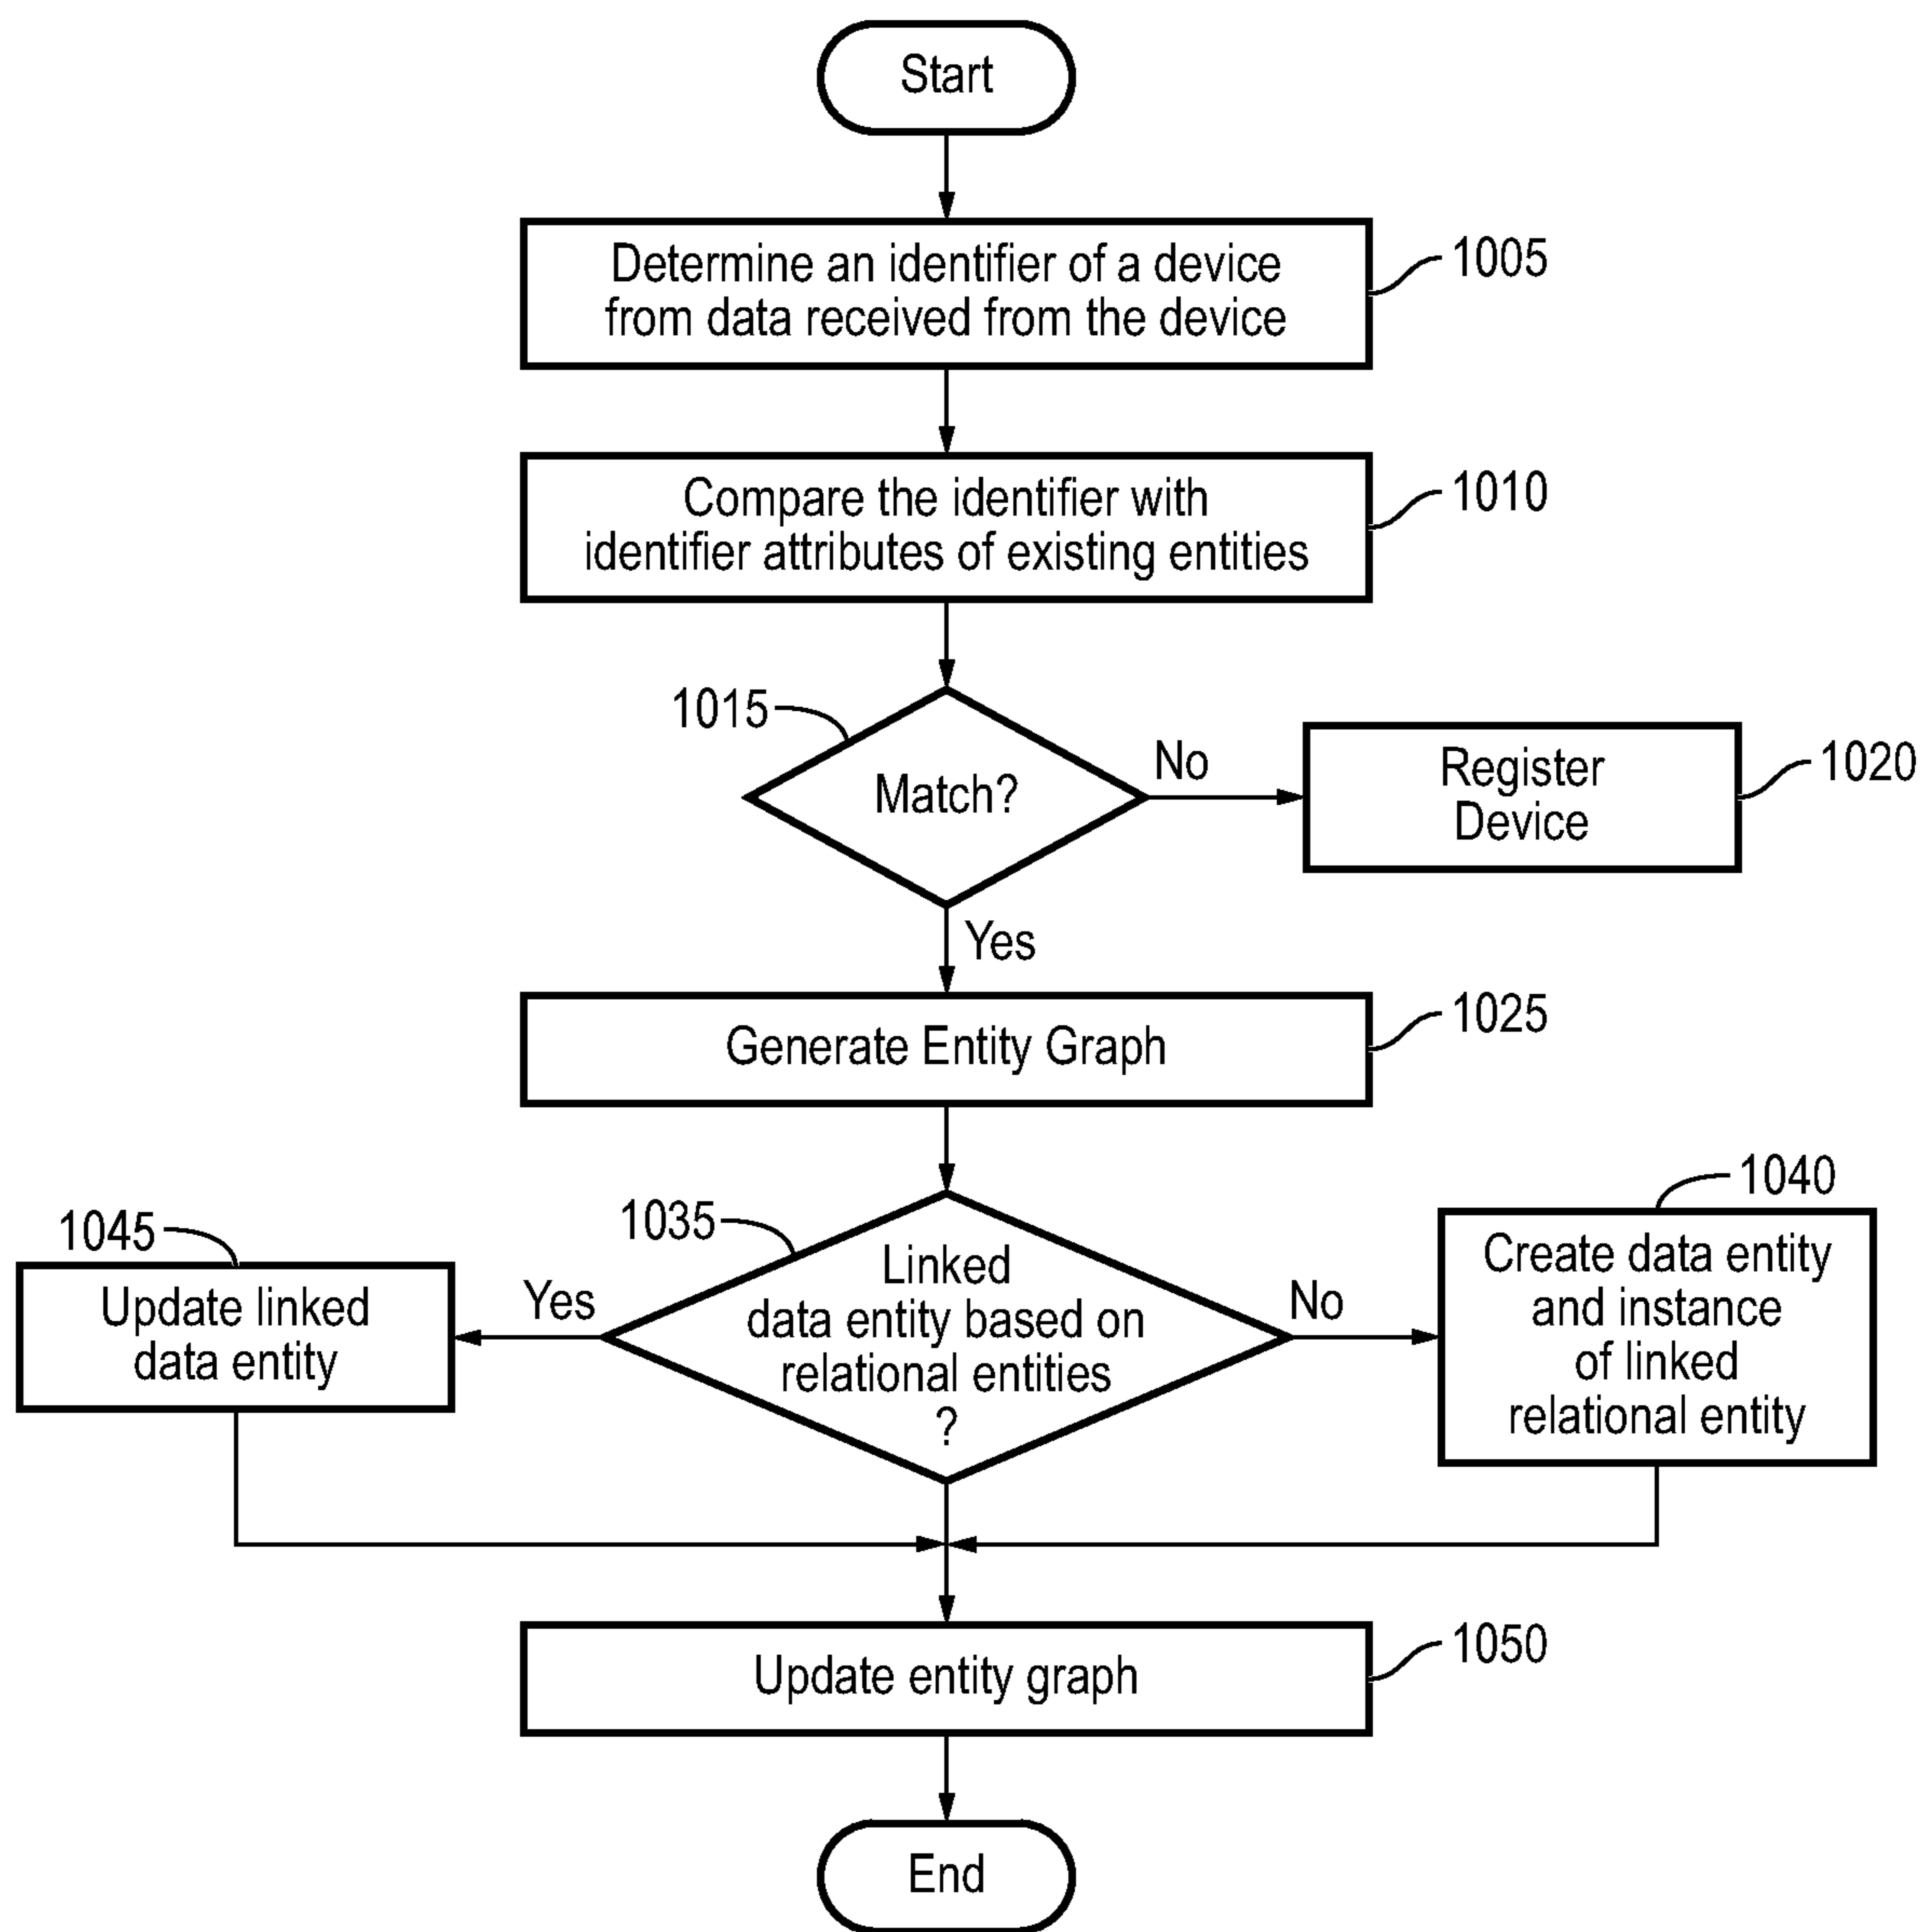 Start
Determine an identifier of a device
from data received from the device
1005
Compare the identifier with
identifier attributes of existing entities
1010
1015
Match?
No
Register
Device
1020
Yes
Generate Entity Graph
1025
1035
Linked
data entity based on
relational entities
?
Yes
1045
Update linked
data entity
No
1040
Create data entity
and instance
of linked
relational entity
Update entity graph
1050
End